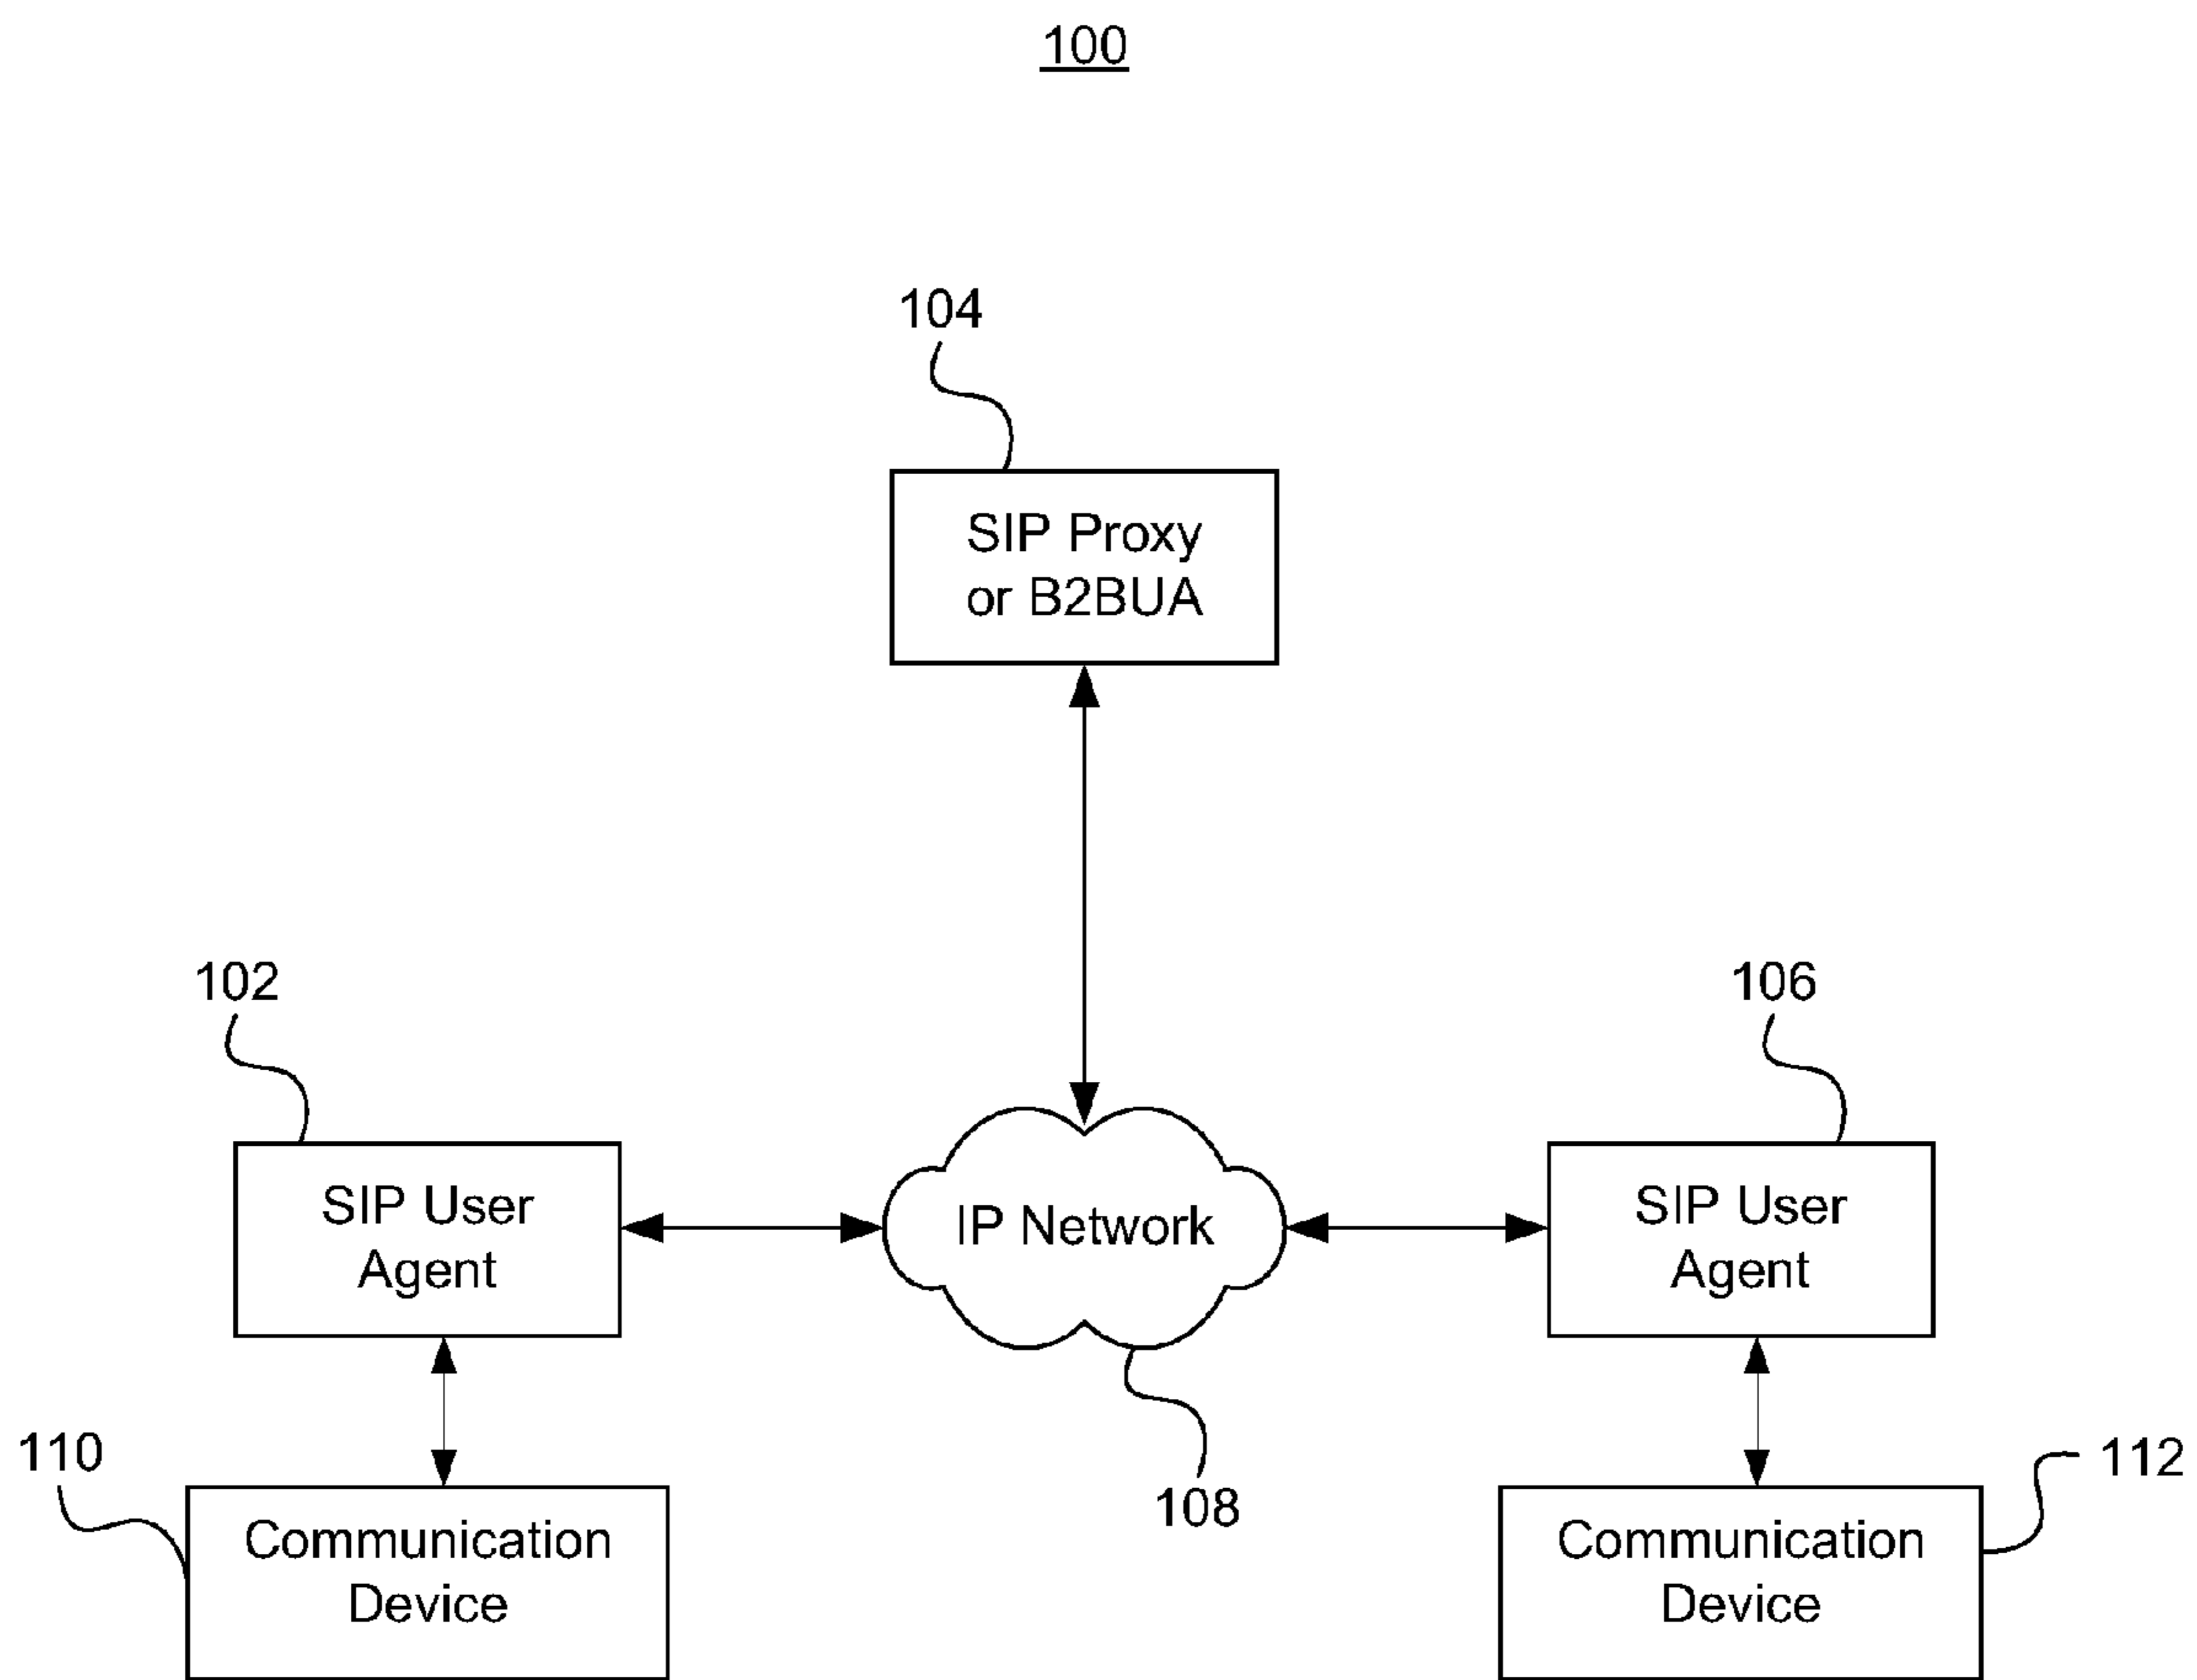 100
104
SIP Proxy
or B2BUA
102
106
SIP User
Agent
IP Network
SIP User
Agent
110
112
108
Communication
Device
Communication
Device